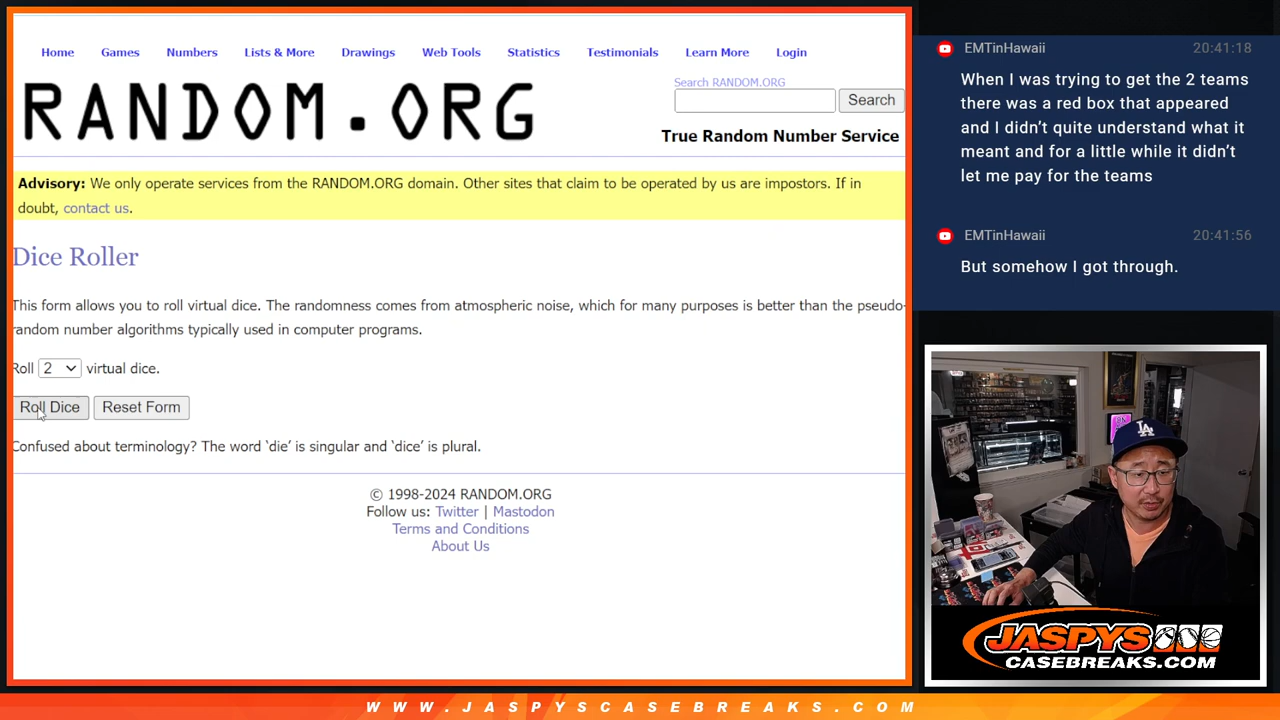 Home Games Numbers Lists & More Drawings Web Tools Statistics Testimonials Learn More Login
RANDOM.ORG
Search RANDOM.ORG
Search
True Random Number Service
Advisory: We only operate services from the RANDOM.ORG domain. Other sites that claim to be operated by us are impostors. If in
doubt, contact us.
Dice Roller
This form allows you to roll virtual dice. The randomness comes from atmospheric noise, which for many purposes is better than the pseudo-
random number algorithms typically used in computer programs.
Roll 2 virtual dice.
Roll Dice Reset Form
Confused about terminology? The word ‘die’ is singular and ‘dice’ is plural.
© 1998-2024 RANDOM.ORG
Follow us: Twitter | Mastodon
Terms and Conditions
About Us
EMTinHawaii 20:41:18
When I was trying to get the 2 teams
there was a red box that appeared
and I didn’t quite understand what it
meant and for a little while it didn’t
let me pay for the teams
EMTinHawaii 20:41:56
But somehow I got through.
LA
JASPYS
CASEBREAKS.COM
WWW.JASPYSCASEBREAKS.COM